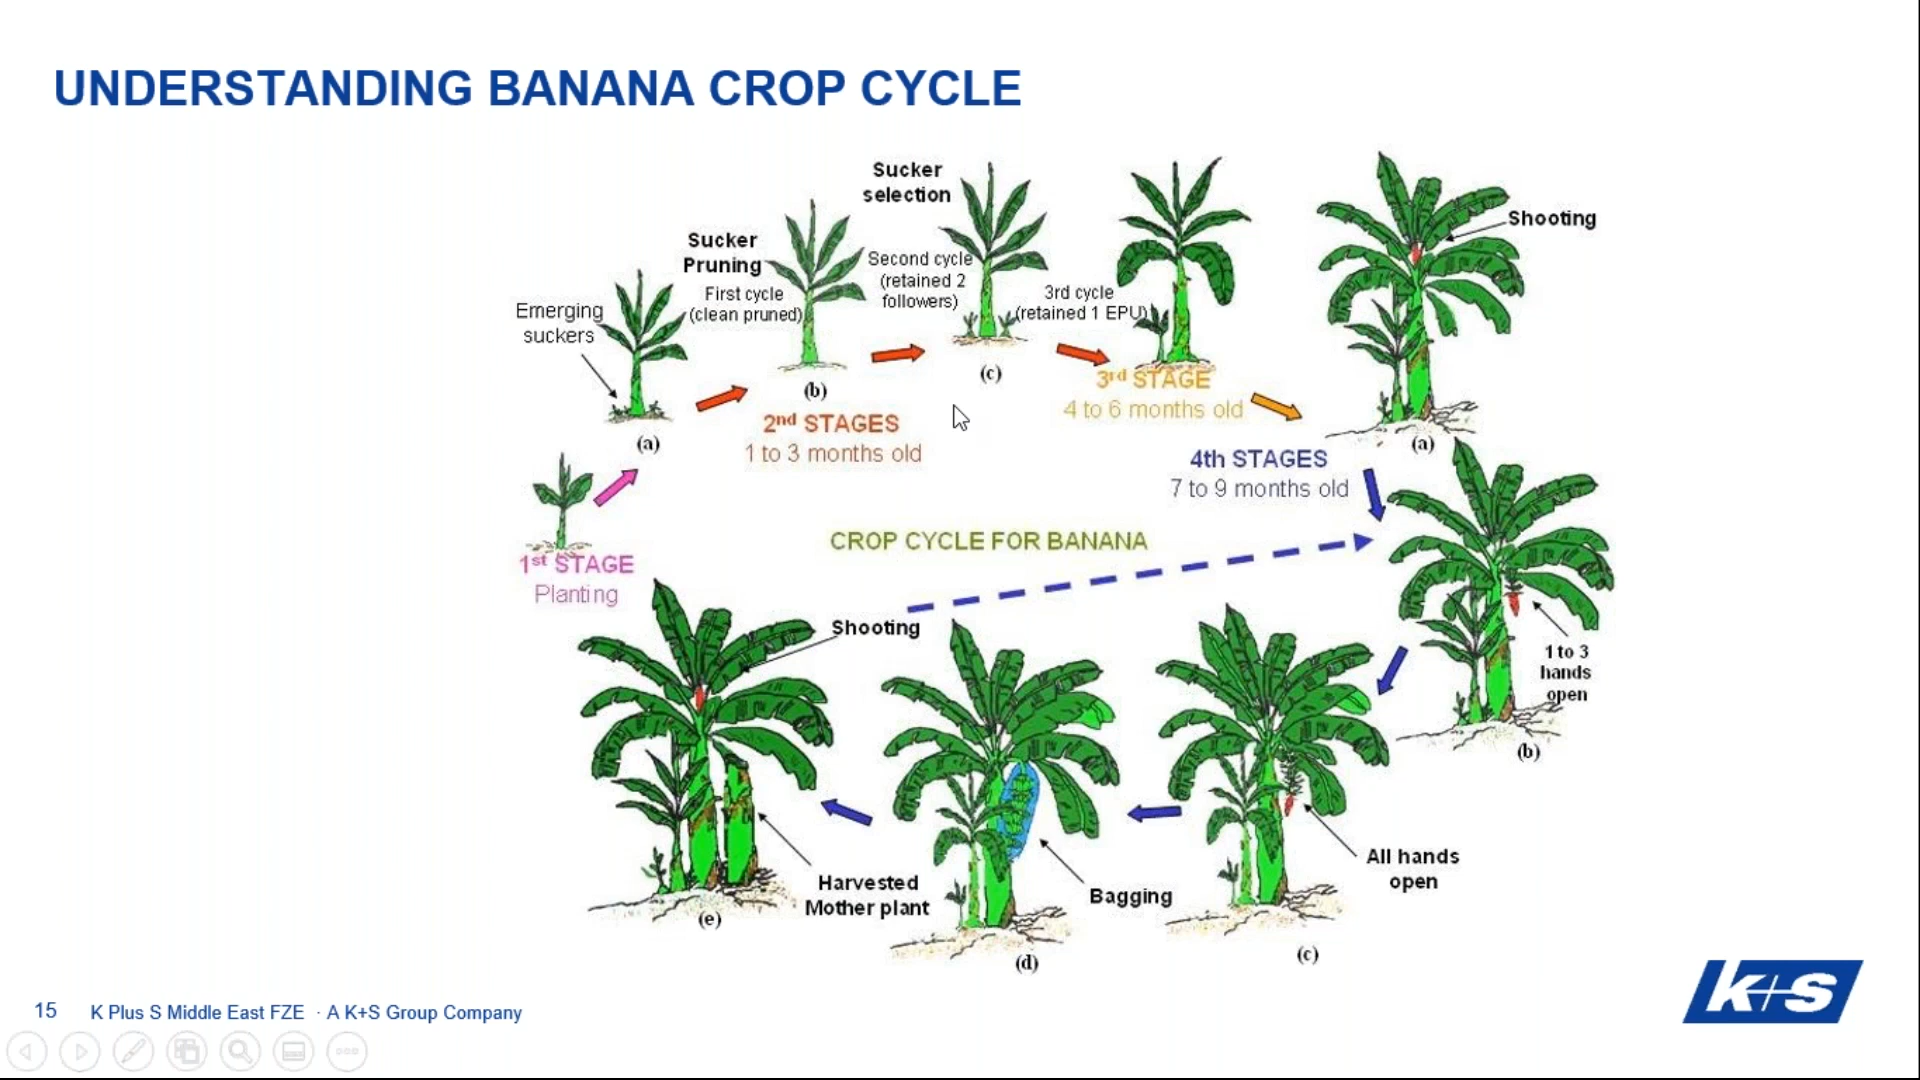 UNDERSTANDING BANANA CROP CYCLE
Sucker
selection
Shooting
Sucker
Pruning
Second cycle
(retained 2
followers)
First cycle
(clean pruned)
3rd cycle
(retained 1 EPU)
Emerging
suckers
(a)
(b)
(c)
3rd STAGE
4 to 6 months old
(a)
2nd STAGES
1 to 3 months old
4th STAGES
7 to 9 months old
CROP CYCLE FOR BANANA
1st STAGE
Planting
Shooting
1 to 3
hands
open
(b)
All hands
open
(c)
Bagging
(d)
Harvested
Mother plant
(e)
K+S
15 K Plus S Middle East FZE · A K+S Group Company